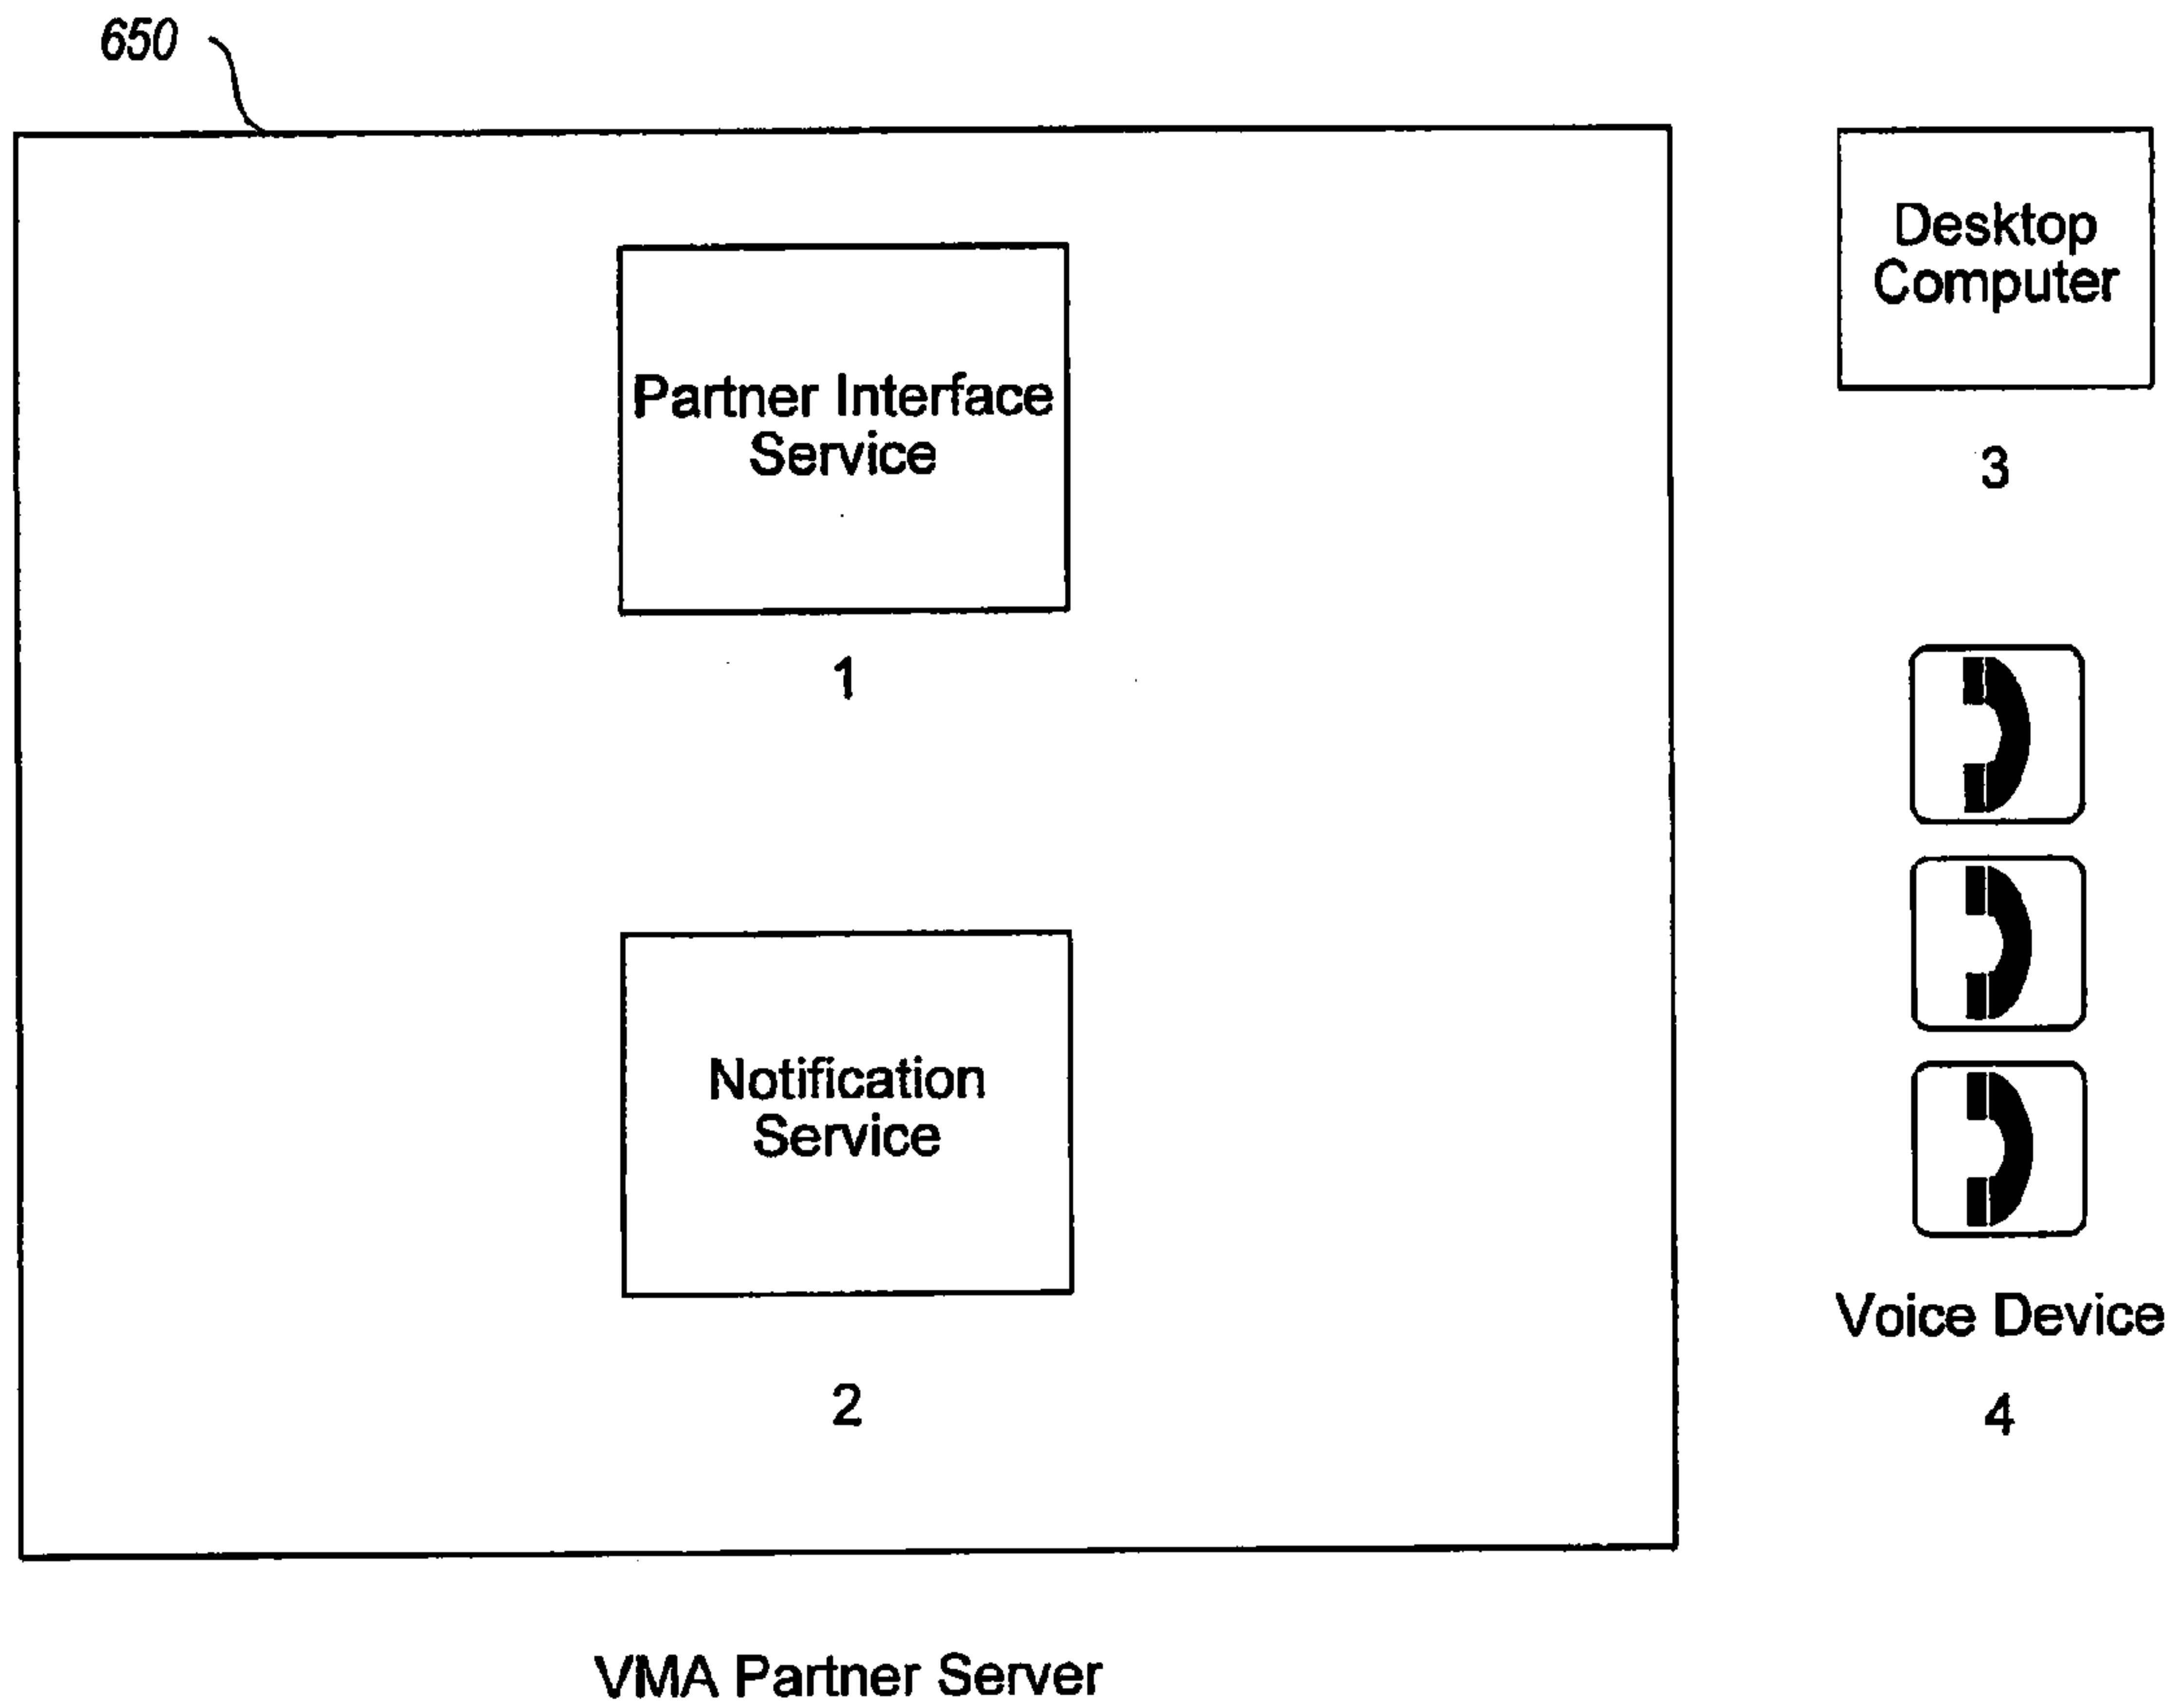 650
Partner Interface
Service
1
Notification
Service
2
Desktop
Computer
3
Voice Device
4
VMA Partner Server